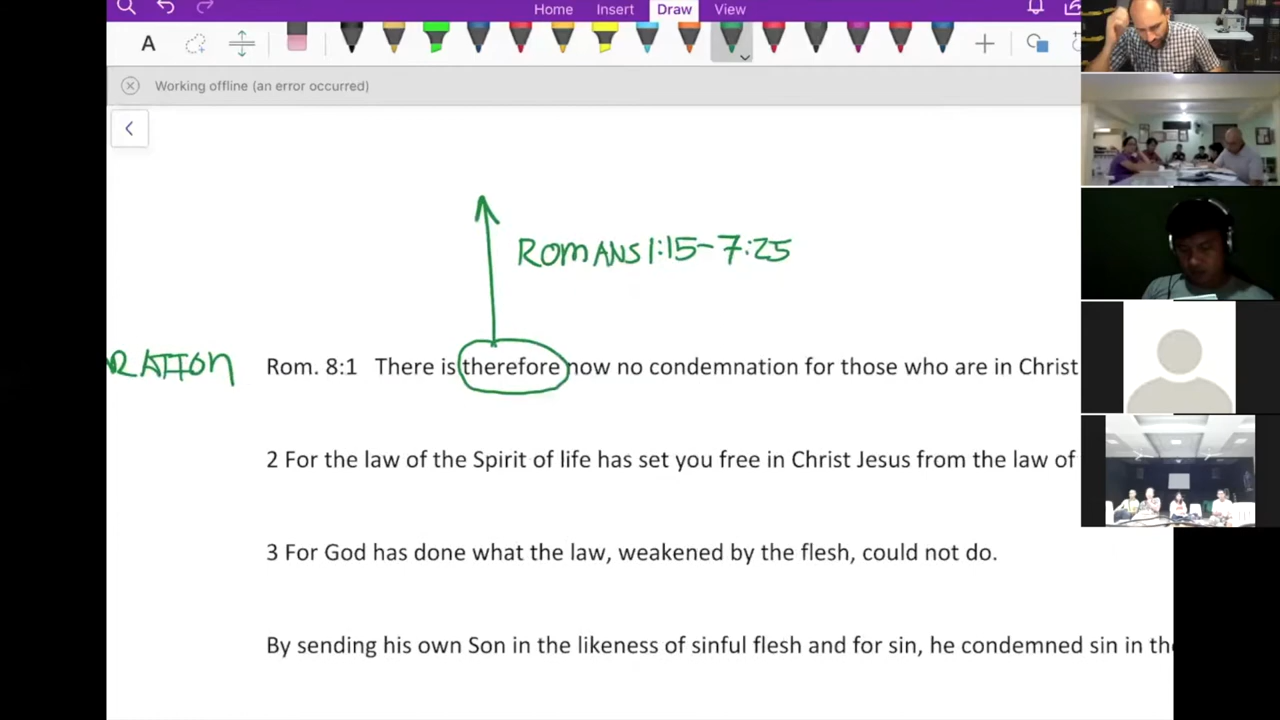 Home Insert Draw View
A
Working offline (an error occurred)
ROMANS 1:15-7:25
RATION
Rom. 8:1 There is therefore now no condemnation for those who are in Christ
2 For the law of the Spirit of life has set you free in Christ Jesus from the law of
3 For God has done what the law, weakened by the flesh, could not do.
By sending his own Son in the likeness of sinful flesh and for sin, he condemned sin in the